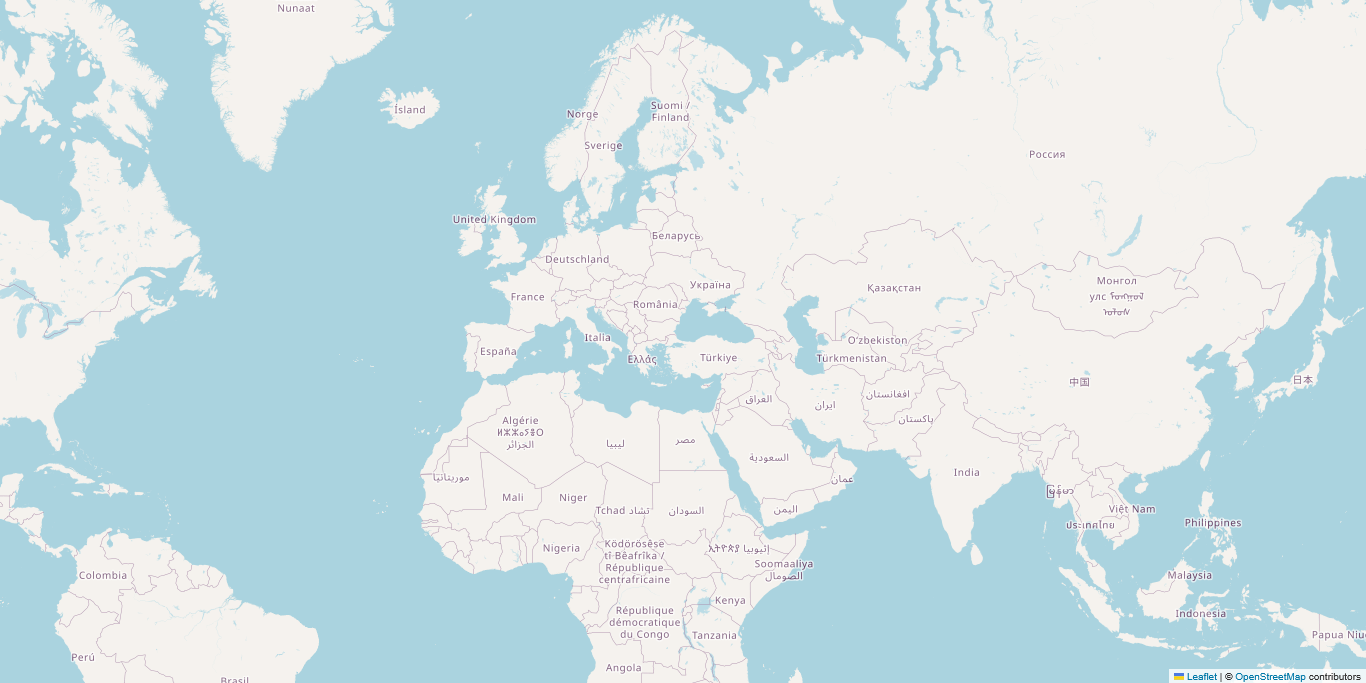 Nunaat
Ísland
Norge
Suomi /
Finland
Sverige
Россия
United Kingdom
Беларусь
Deutschland
Україна
France
România
Қазақстан
Монгол
улс
Italia
España
Ελλάς
Türkiye
Oʻzbekiston
Türkmenistan
中国
日本
افغانستان
العراق
ایران
پاکستان
Algérie
ⵍⵣⵣⴰⵢⴻⵔ
الجزائر
ليبيا
مصر
السعودية
India
عمان
موريتانيا
Mali
Niger
Tchad تشاد
السودان
اليمن
မြန်မာ
Việt Nam
ประเทศไทย
Philippines
Nigeria
Ködörösêse
tî Bêafrîka /
République
centrafricaine
ኢትዮጵያ إثيوبيا
Soomaaliya
الصومال
Colombia
Malaysia
Kenya
Indonesia
République
démocratique
du Congo
Tanzania
Papua Niu
Perú
Angola
Brasil
Leaflet | © OpenStreetMap contributors